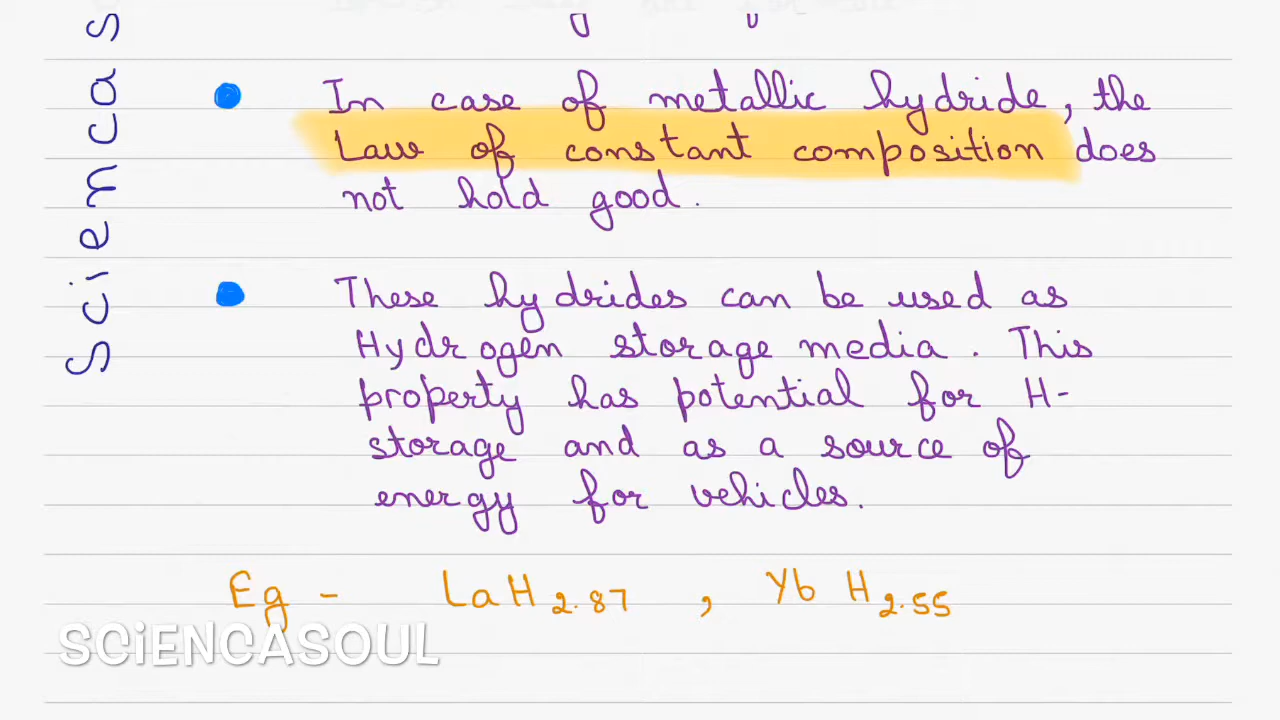 In case of metallic hydride, the
Law of constant composition does
not hold good.
These hydrides can be used as
Hydrogen storage media. This
property has potential for H-
storage and as a source of
energy for vehicles.
Eg - LaH2.87 , YbH2.55
SCiENCASOUL
Sciencas